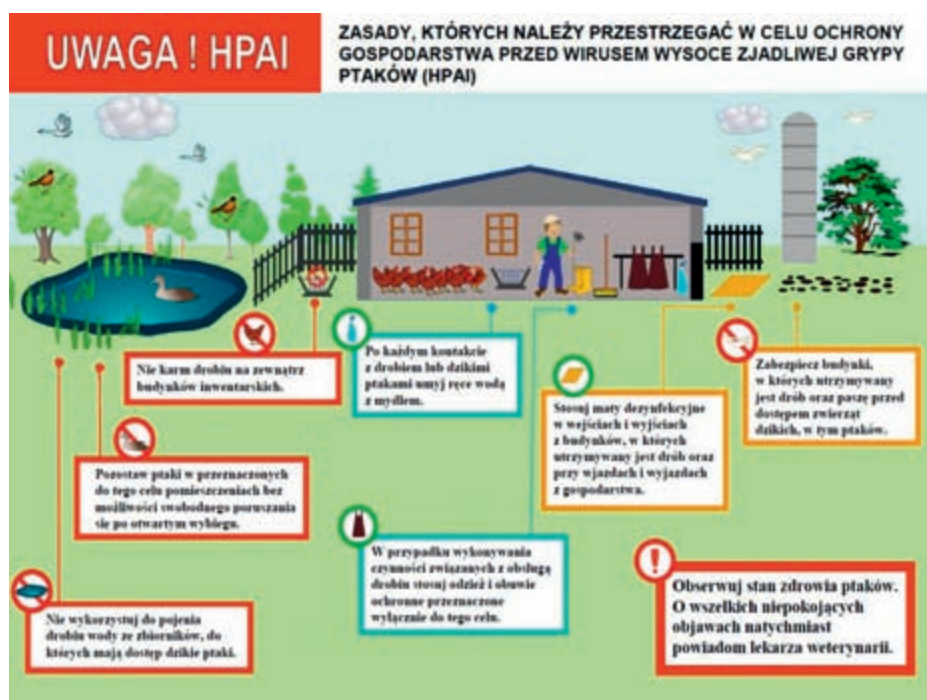 UWAGA ! HPAI
ZASADY, KTÓRYCH NALEŻY PRZESTRZEGAĆ W CELU OCHRONY
GOSPODARSTWA PRZED WIRUSEM WYSOCE ZJADLIWEJ GRYPY
PTAKÓW (HPAI)
Nie karm drobiu na zewnątrz
budynków inwentarskich.
Po każdym kontakcie
z drobiem lub dzikimi
ptakami umyj ręce wodą
z mydłem.
Stosuj maty dezynfekcyjne
w wejściach i wyjściach
z budynków, w których
utrzymywany jest drób oraz
przy wjazdach i wyjazdach
z gospodarstwa.
Zabezpiecz budynki,
w których utrzymywany
jest drób oraz paszę przed
dostępem zwierząt
dzikich, w tym ptaków.
Pozostaw ptaki w przeznaczonych
do tego celu pomieszczeniach bez
możliwości swobodnego poruszania
się po otwartym wybiegu.
W przypadku wykonywania
czynności związanych z obsługą
drobiu stosuj odzież i obuwie
ochronne przeznaczone
wyłącznie do tego celu.
Nie wykorzystuj do pojenia
drobiu wody ze zbiorników, do
których mają dostęp dzikie ptaki.
Obserwuj stan zdrowia ptaków.
O wszelkich niepokojących
objawach natychmiast
powiadom lekarza weterynarii.